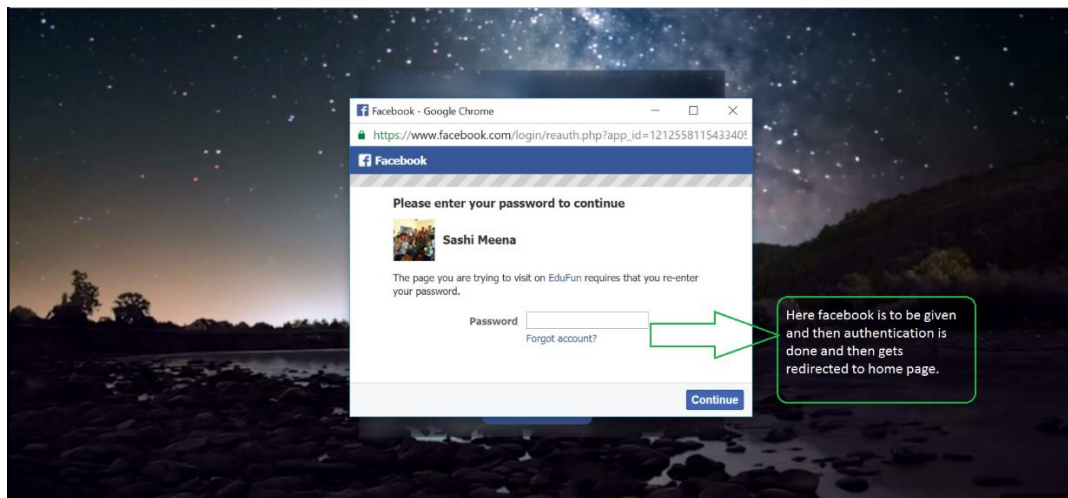 Facebook - Google Chrome
https://www.facebook.com/login/reauth.php?app_id=1212558115433405
Facebook
Please enter your password to continue
Sashi Meena
The page you are trying to visit on EduFun requires that you re-enter
your password.
Password
Forgot account?
Continue
Here facebook is to be given
and then authentication is
done and then gets
redirected to home page.